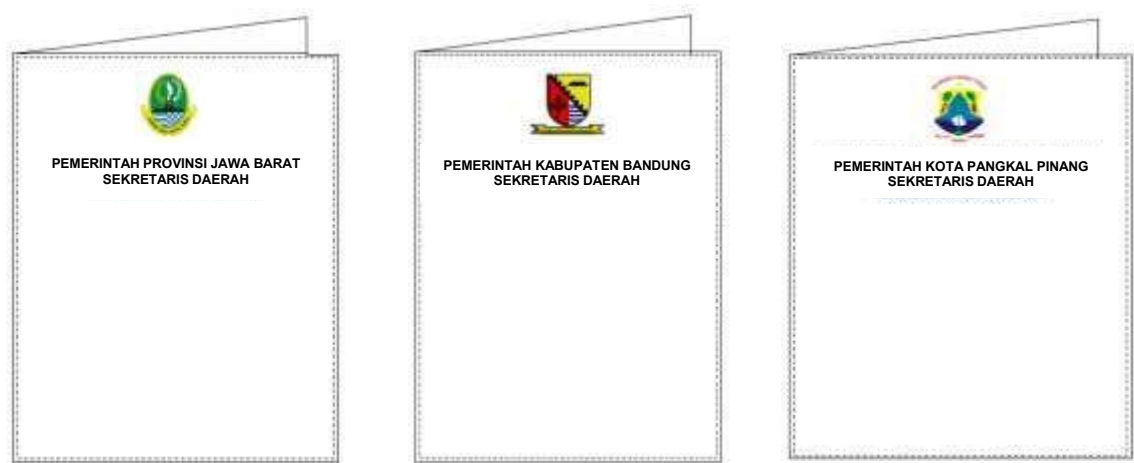 PEMERINTAH PROVINSI JAWA BARAT
SEKRETARIS DAERAH
PEMERINTAH KABUPATEN BANDUNG
SEKRETARIS DAERAH
PEMERINTAH KOTA PANGKAL PINANG
SEKRETARIS DAERAH